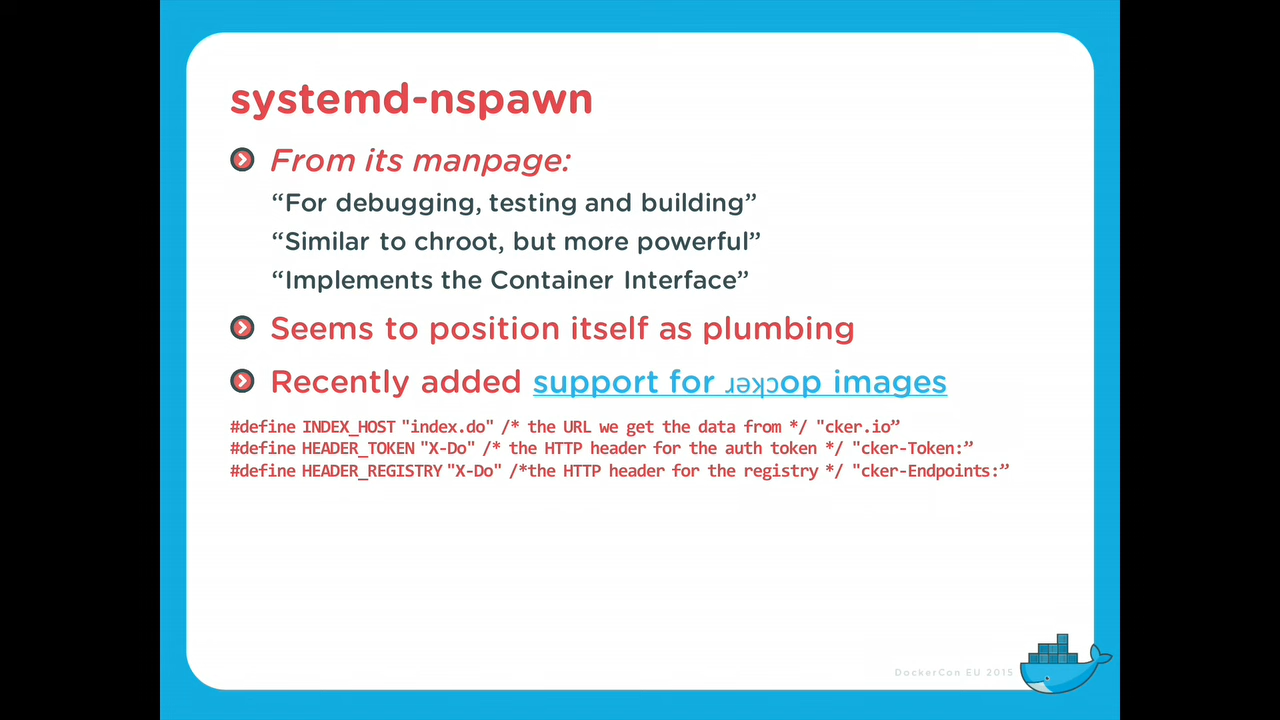 systemd-nspawn
From its manpage:
“For debugging, testing and building”
“Similar to chroot, but more powerful”
“Implements the Container Interface”
Seems to position itself as plumbing
Recently added support for ɹǝʞɔop images
#define INDEX_HOST "index.do" /* the URL we get the data from */ "cker.io”
#define HEADER_TOKEN "X-Do" /* the HTTP header for the auth token */ "cker-Token:”
#define HEADER_REGISTRY "X-Do" /*the HTTP header for the registry */ "cker-Endpoints:”
DockerCon EU 2015